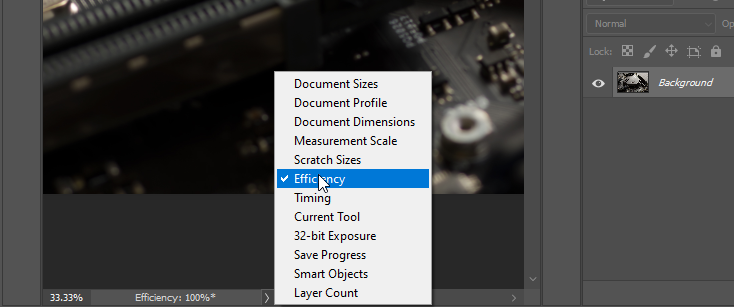 Normal
Op
Lock:
Background
Document Sizes
Document Profile
Document Dimensions
Measurement Scale
Scratch Sizes
Efficiency
Timing
Current Tool
32-bit Exposure
Save Progress
Smart Objects
Layer Count
33.33%
Efficiency: 100%*